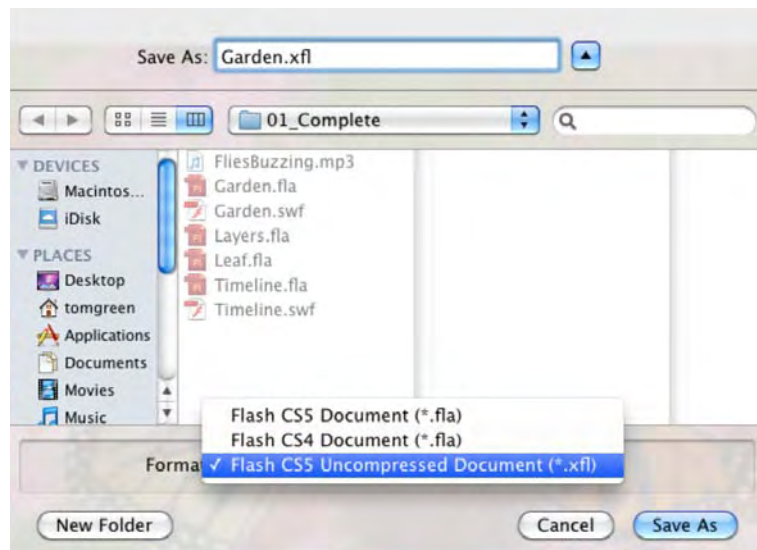 Save As: Garden.xfl
01_Complete
DEVICES
Macintos...
iDisk
PLACES
Desktop
tomgreen
Applications
Documents
Movies
Music
FliesBuzzing.mp3
Garden.fla
Garden.swf
Layers.fla
Leaf.fla
Timeline.fla
Timeline.swf
Flash CS5 Document (*.fla)
Flash CS4 Document (*.fla)
Forma ✓ Flash CS5 Uncompressed Document (*.xfl)
New Folder Cancel Save As